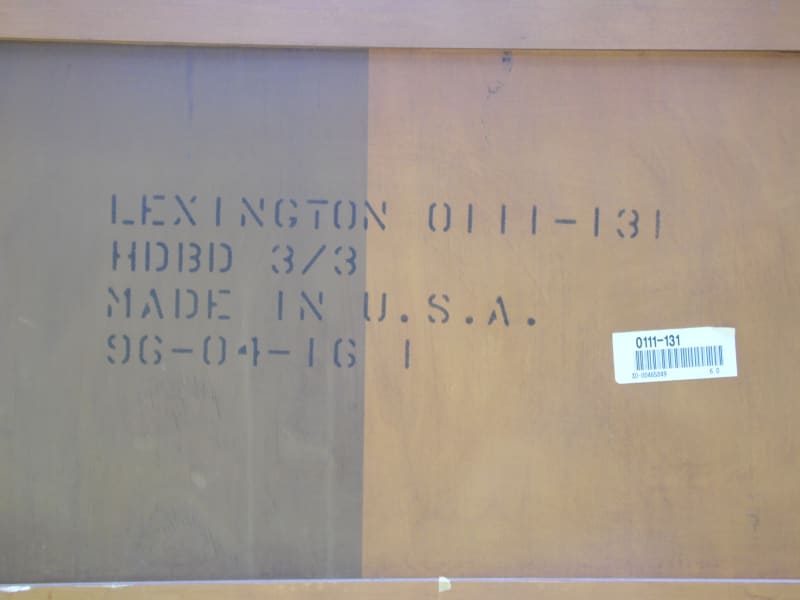 LEXINGTON 0111-131
HDBD 3/3
MADE IN U.S.A.
96-04-16 1
0111-131